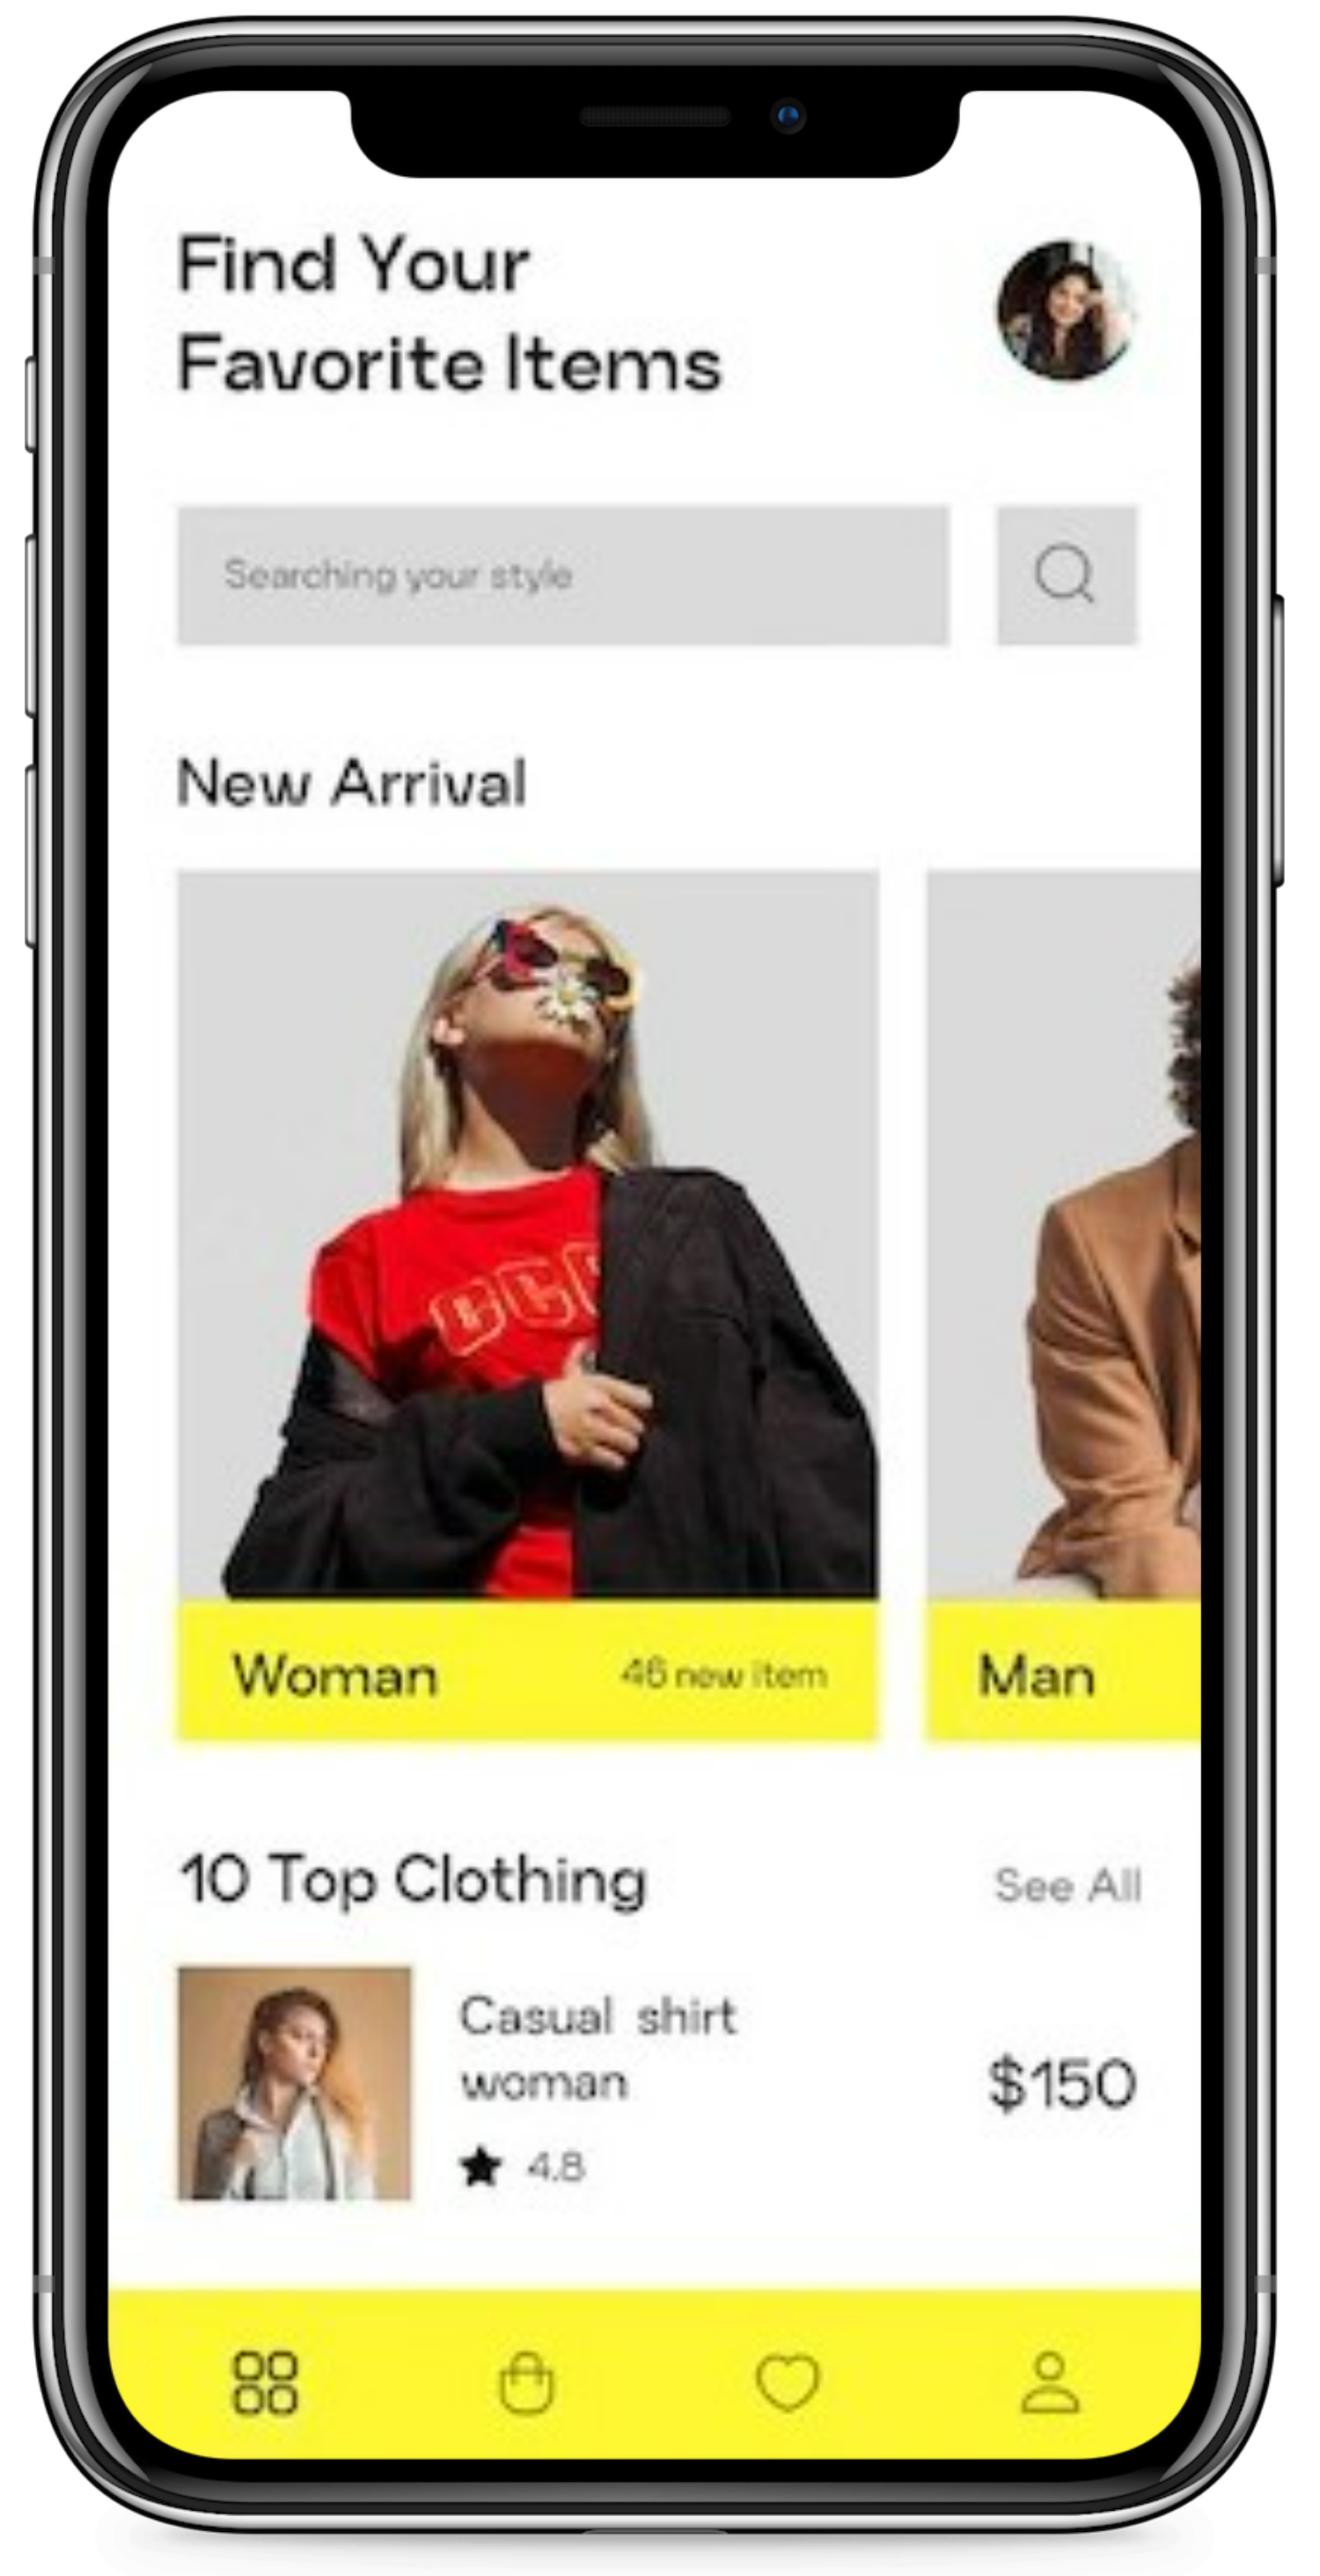 Find Your
Favorite Items
Searching your style
New Arrival
Woman 46 new item
Man
10 Top Clothing See All
Casual shirt
woman
$150
4.8